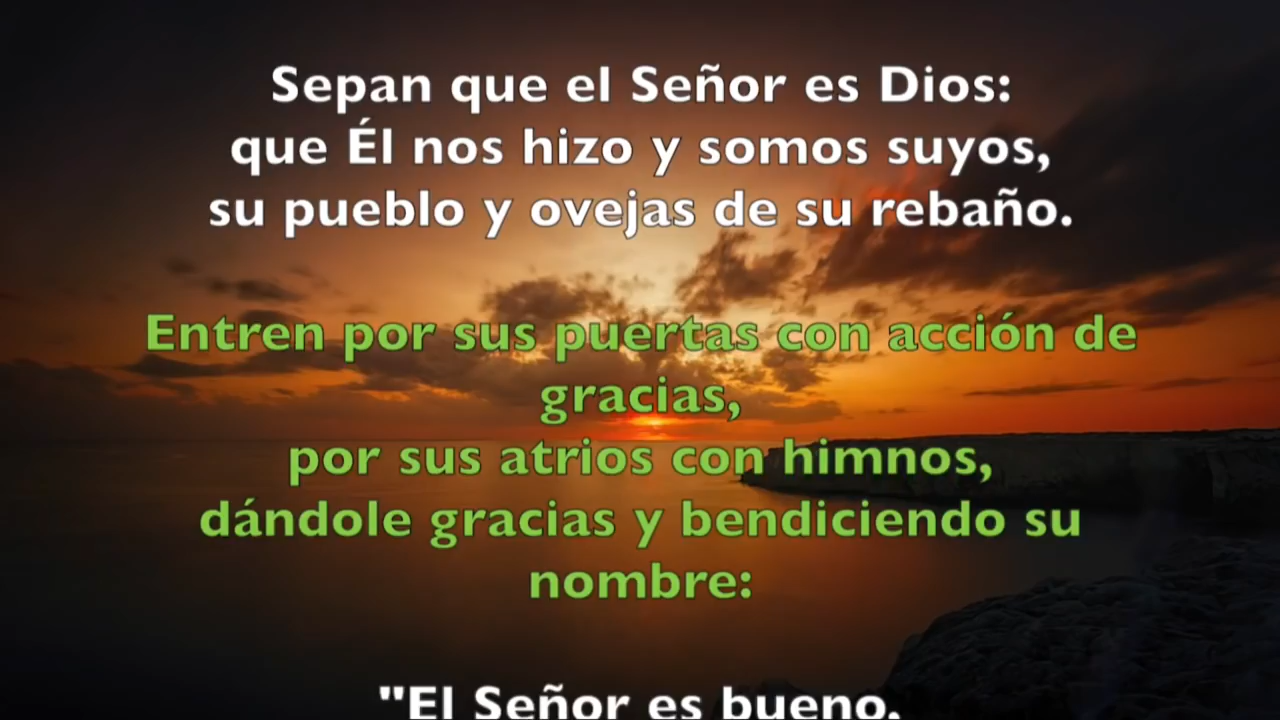 Sepan que el Señor es Dios:
que Él nos hizo y somos suyos,
su pueblo y ovejas de su rebaño.
Entren por sus puertas con acción de
gracias,
por sus atrios con himnos,
dándole gracias y bendiciendo su
nombre:
"El Señor es bueno,